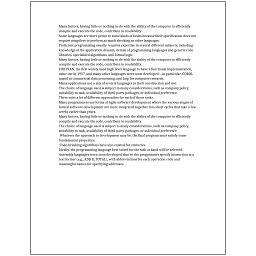 Many factors, having little or nothing to do with the ability of the computer to efficiently
compile and execute the code, contribute to readability.
Some languages are more prone to some kinds of faults because their specification does not
require compilers to perform as much checking as other languages.
Proficient programming usually requires expertise in several different subjects, including
knowledge of the application domain, details of programming languages and generic code
libraries, specialized algorithms, and formal logic.
Many factors, having little or nothing to do with the ability of the computer to efficiently
compile and execute the code, contribute to readability.
FORTRAN, the first widely used high-level language to have a functional implementation,
came out in 1957, and many other languages were soon developed—in particular, COBOL
aimed at commercial data processing, and Lisp for computer research.
Many applications use a mix of several languages in their construction and use.
The choice of language used is subject to many considerations, such as company policy,
suitability to task, availability of third-party packages, or individual preference.
There exist a lot of different approaches for each of those tasks.
Many programmers use forms of Agile software development where the various stages of
formal software development are more integrated together into short cycles that take a few
weeks rather than years.
Many factors, having little or nothing to do with the ability of the computer to efficiently
compile and execute the code, contribute to readability.
The choice of language used is subject to many considerations, such as company policy,
suitability to task, availability of third-party packages, or individual preference.
Whatever the approach to development may be, the final program must satisfy some
fundamental properties.
Code-breaking algorithms have also existed for centuries.
Ideally, the programming language best suited for the task at hand will be selected.
Assembly languages were soon developed that let the programmer specify instruction in a
text format (e.g., ADD X, TOTAL), with abbreviations for each operation code and
meaningful names for specifying addresses.